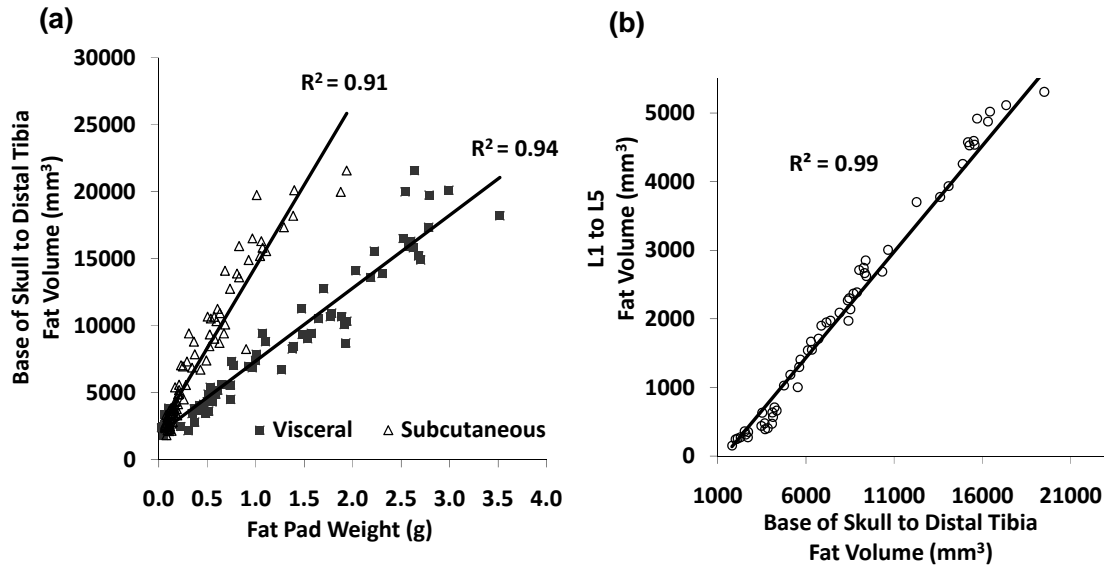 (a)
30000
25000
20000
15000
10000
5000
0
Base of Skull to Distal Tibia
Fat Volume (mm³)
R² = 0.91
R² = 0.94
Visceral
Subcutaneous
0.0 0.5 1.0 1.5 2.0 2.5 3.0 3.5 4.0
Fat Pad Weight (g)
(b)
5000
4000
3000
2000
1000
0
L1 to L5
Fat Volume (mm³)
R² = 0.99
1000 6000 11000 16000 21000
Base of Skull to Distal Tibia
Fat Volume (mm³)